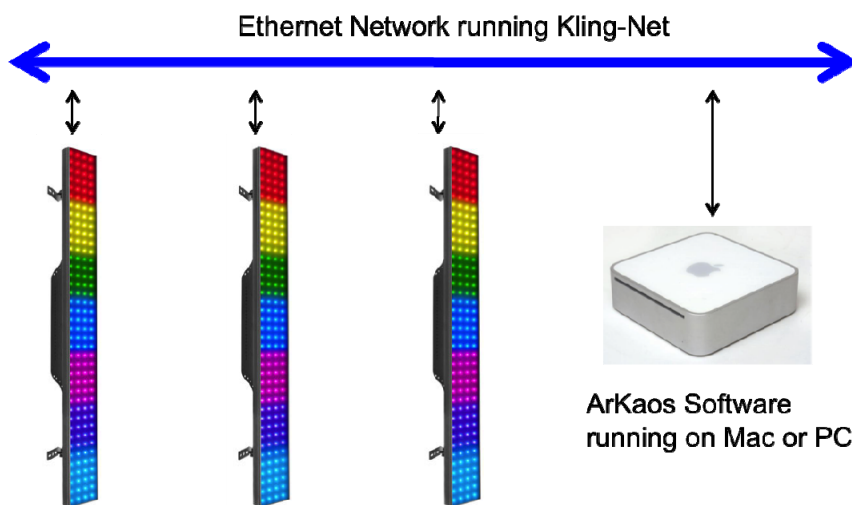 Ethernet Network running Kling-Net
ArKaos Software
running on Mac or PC